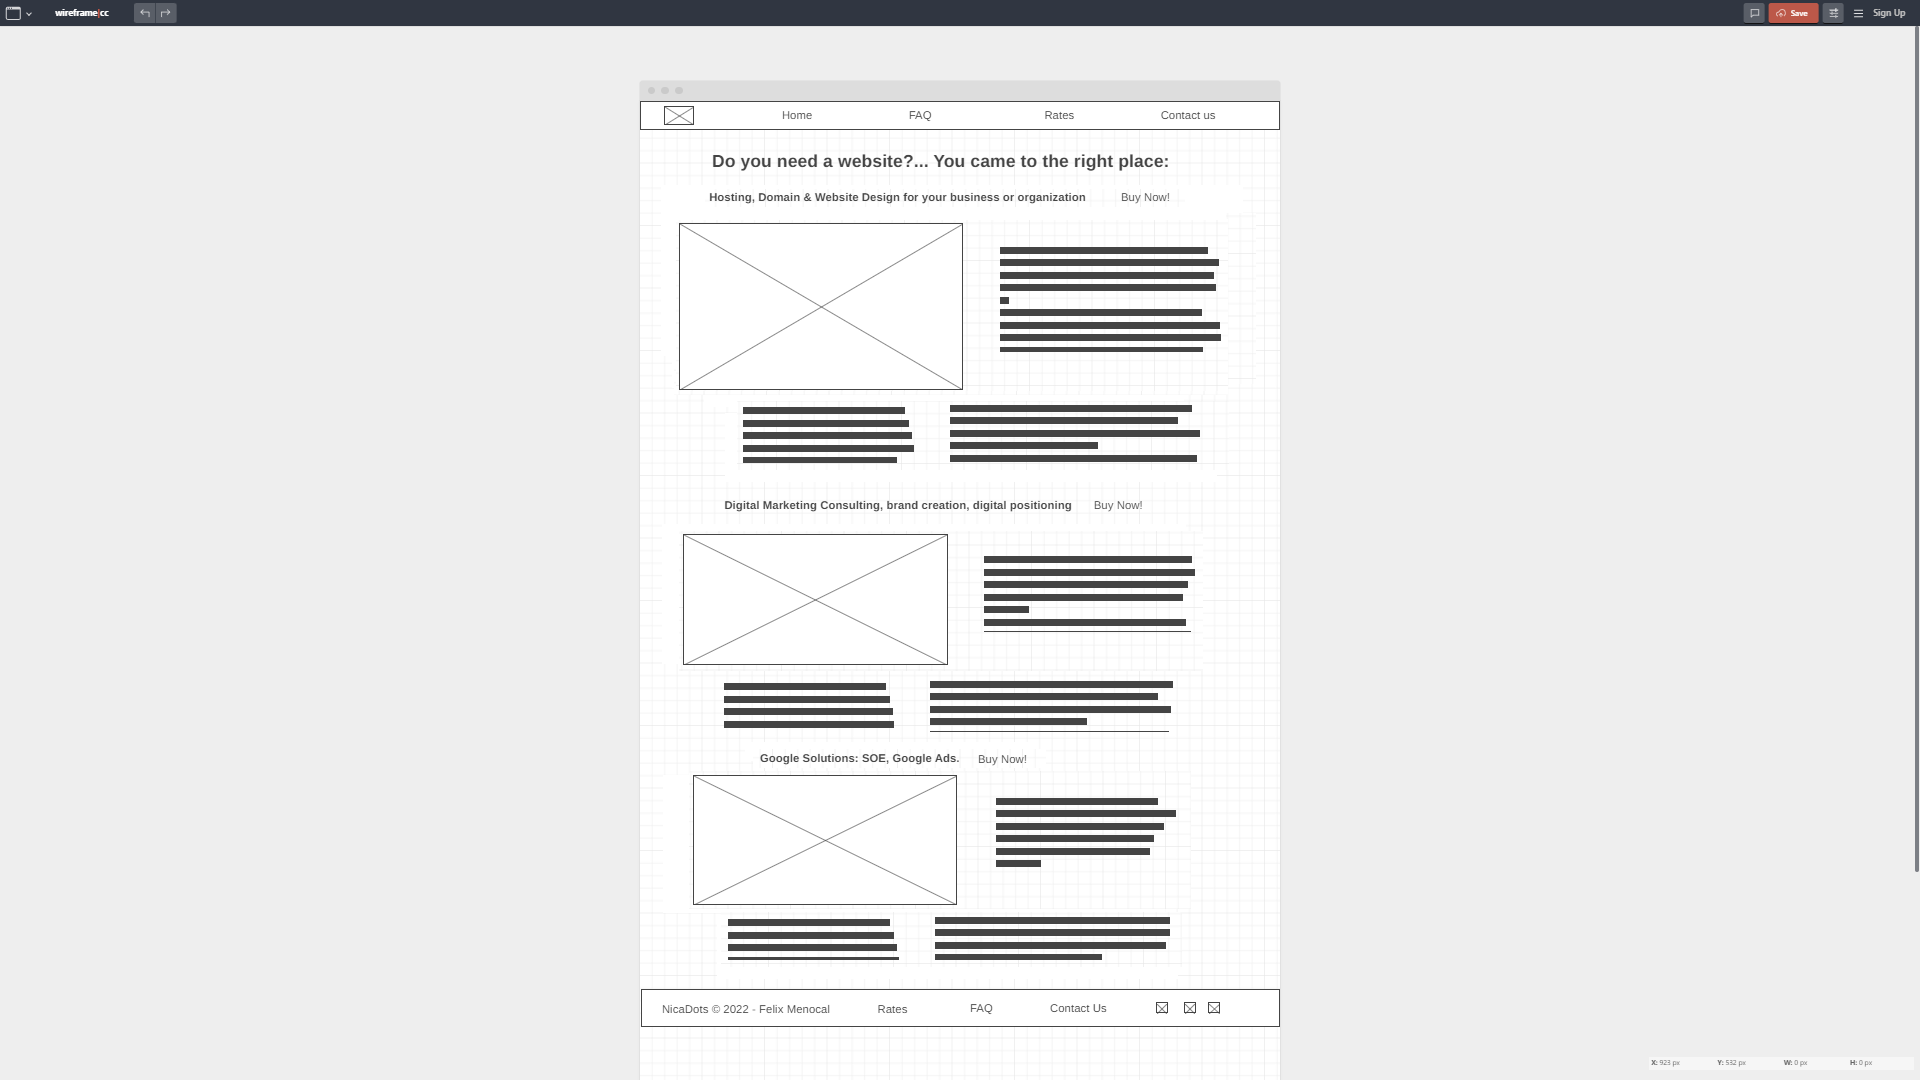 wireframe|cc
Save
Sign Up
Home FAQ Rates Contact us
Do you need a website?... You came to the right place:
Hosting, Domain & Website Design for your business or organization Buy Now!
Digital Marketing Consulting, brand creation, digital positioning Buy Now!
Google Solutions: SOE, Google Ads. Buy Now!
NicaDots © 2022 - Felix Menocal Rates FAQ Contact Us
X: 923 px Y: 532 px W: 0 px H: 0 px